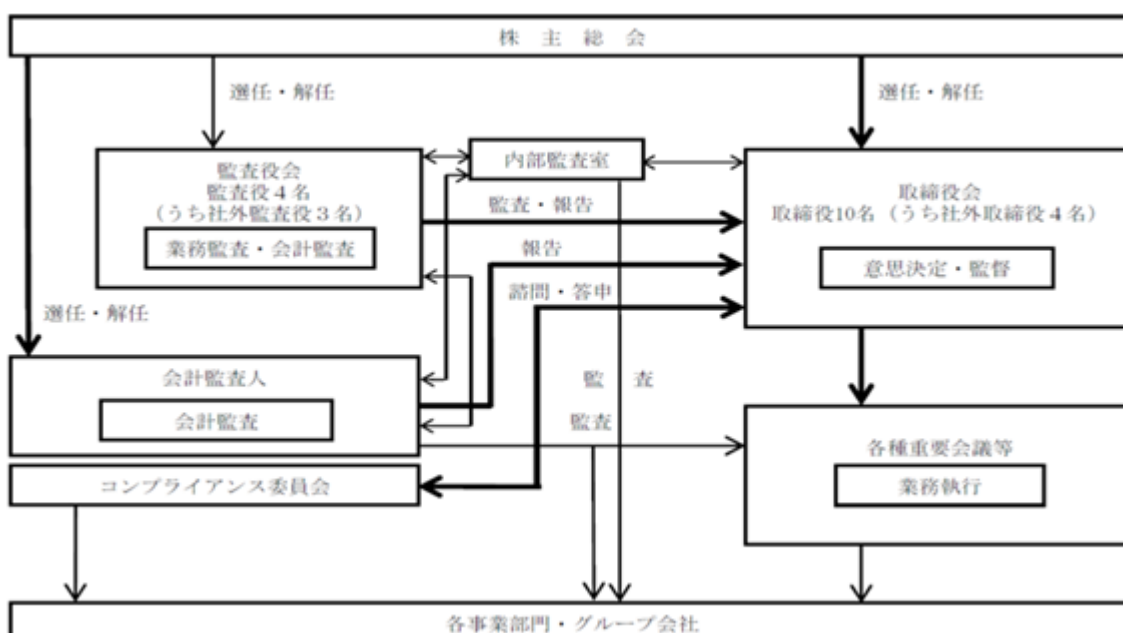 株主総会
選任・解任
選任・解任
監査役会
監査役4名
（うち社外監査役3名）
業務監査・会計監査
内部監査室
取締役会
取締役10名（うち社外取締役4名）
意思決定・監督
監査・報告
報告
諮問・答申
選任・解任
会計監査人
会計監査
監査
監査
コンプライアンス委員会
各種重要会議等
業務執行
各事業部門・グループ会社